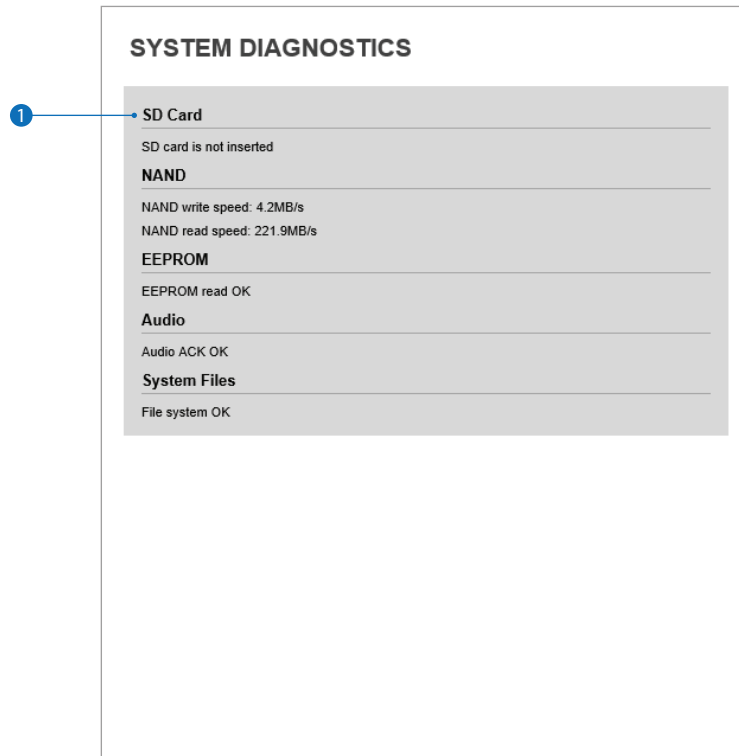 SYSTEM DIAGNOSTICS
1
SD Card
SD card is not inserted
NAND
NAND write speed: 4.2MB/s
NAND read speed: 221.9MB/s
EEPROM
EEPROM read OK
Audio
Audio ACK OK
System Files
File system OK